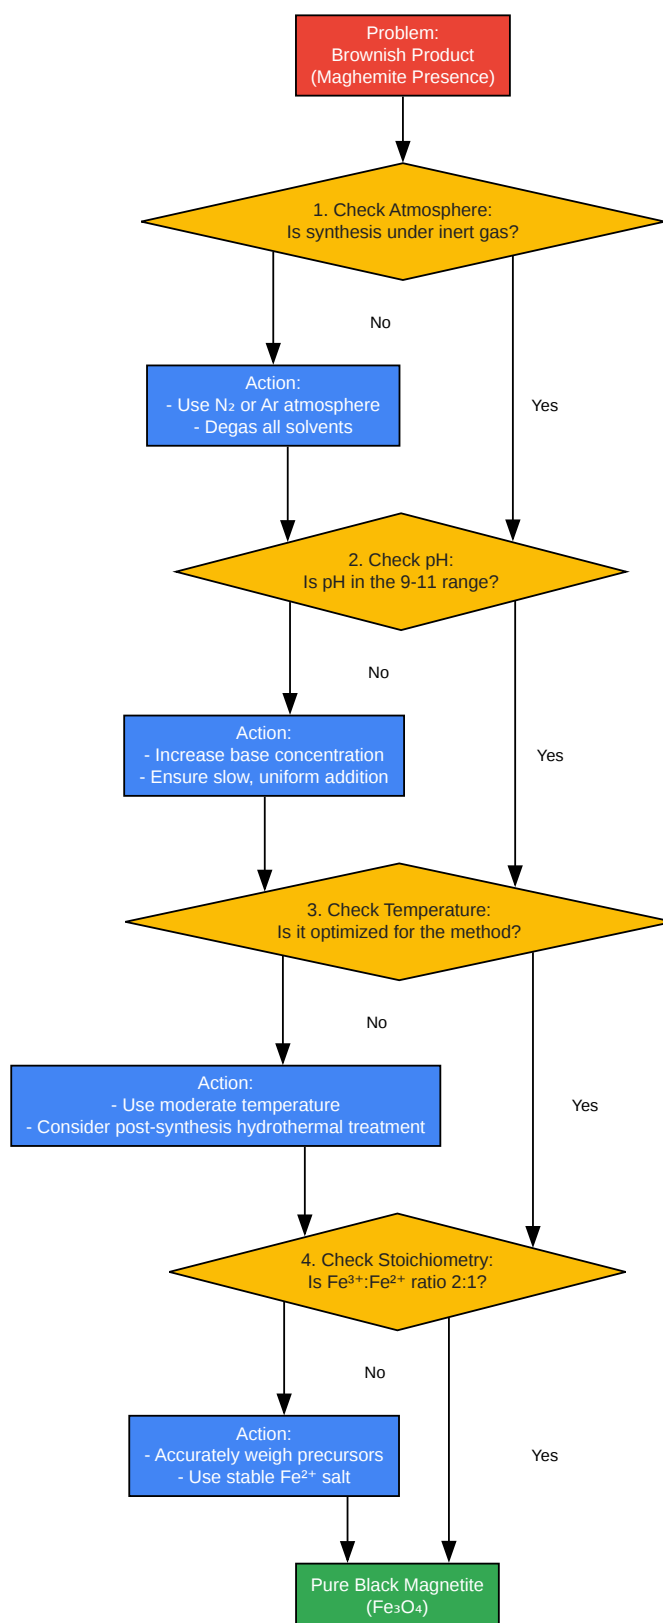 Problem:
Brownish Product
(Maghemite Presence)
1. Check Atmosphere:
Is synthesis under inert gas?
No
Action:
- Use N₂ or Ar atmosphere
- Degas all solvents
Yes
2. Check pH:
Is pH in the 9-11 range?
No
Action:
- Increase base concentration
- Ensure slow, uniform addition
Yes
3. Check Temperature:
Is it optimized for the method?
No
Action:
- Use moderate temperature
- Consider post-synthesis hydrothermal treatment
Yes
4. Check Stoichiometry:
Is Fe³⁺:Fe²⁺ ratio 2:1?
No
Action:
- Accurately weigh precursors
- Use stable Fe²⁺ salt
Yes
Pure Black Magnetite
(Fe₃O₄)